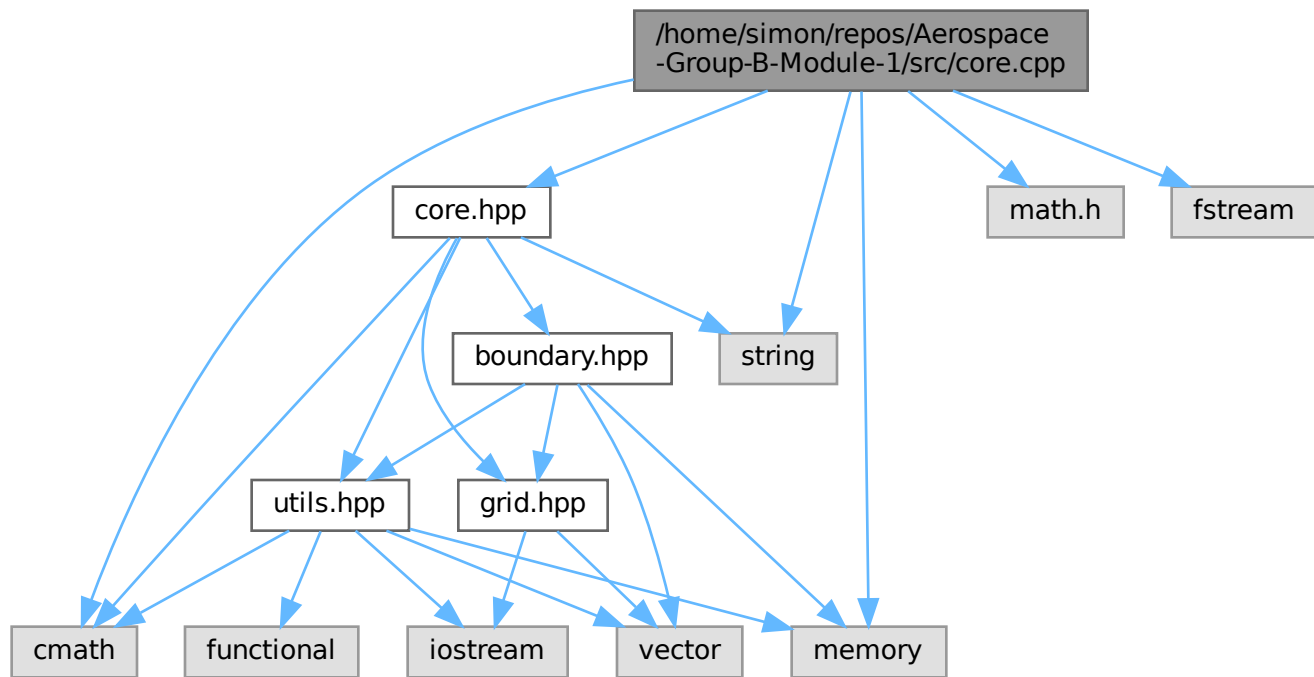 /home/simon/repos/Aerospace
-Group-B-Module-1/src/core.cpp
core.hpp
math.h
fstream
boundary.hpp
string
utils.hpp
grid.hpp
cmath
functional
iostream
vector
memory